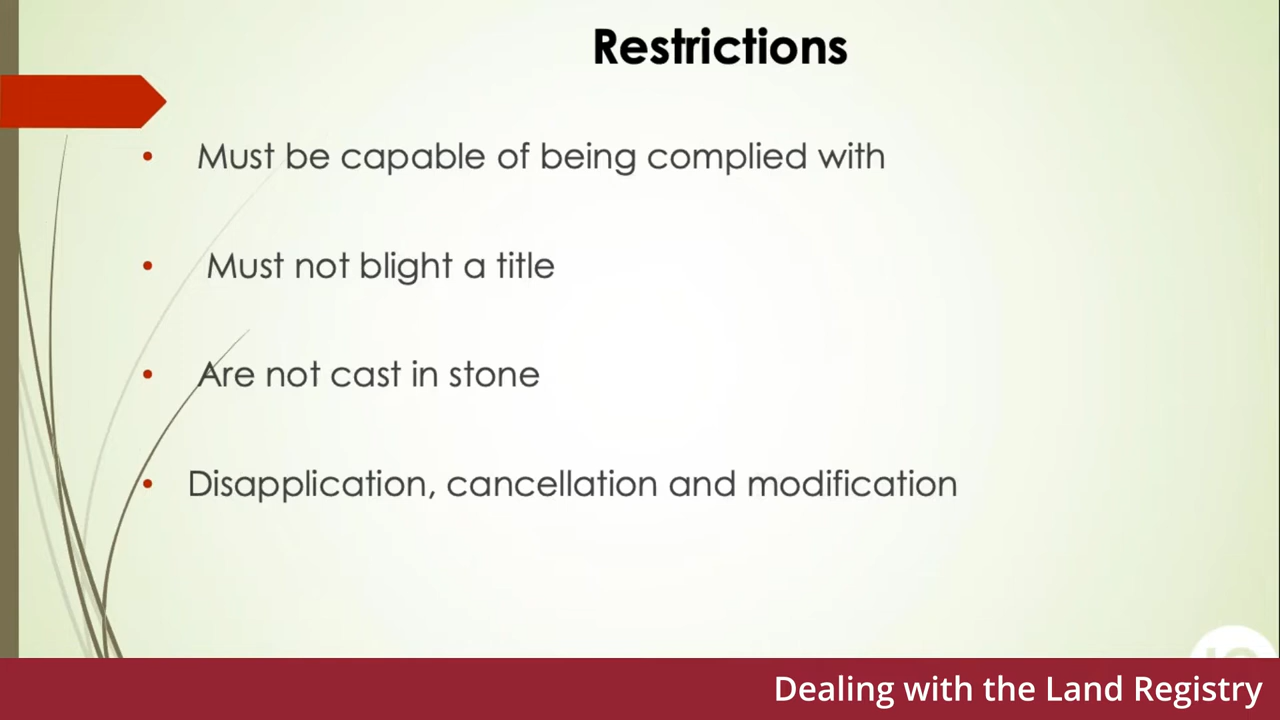 Restrictions
• Must be capable of being complied with
• Must not blight a title
• Are not cast in stone
• Disapplication, cancellation and modification
Dealing with the Land Registry